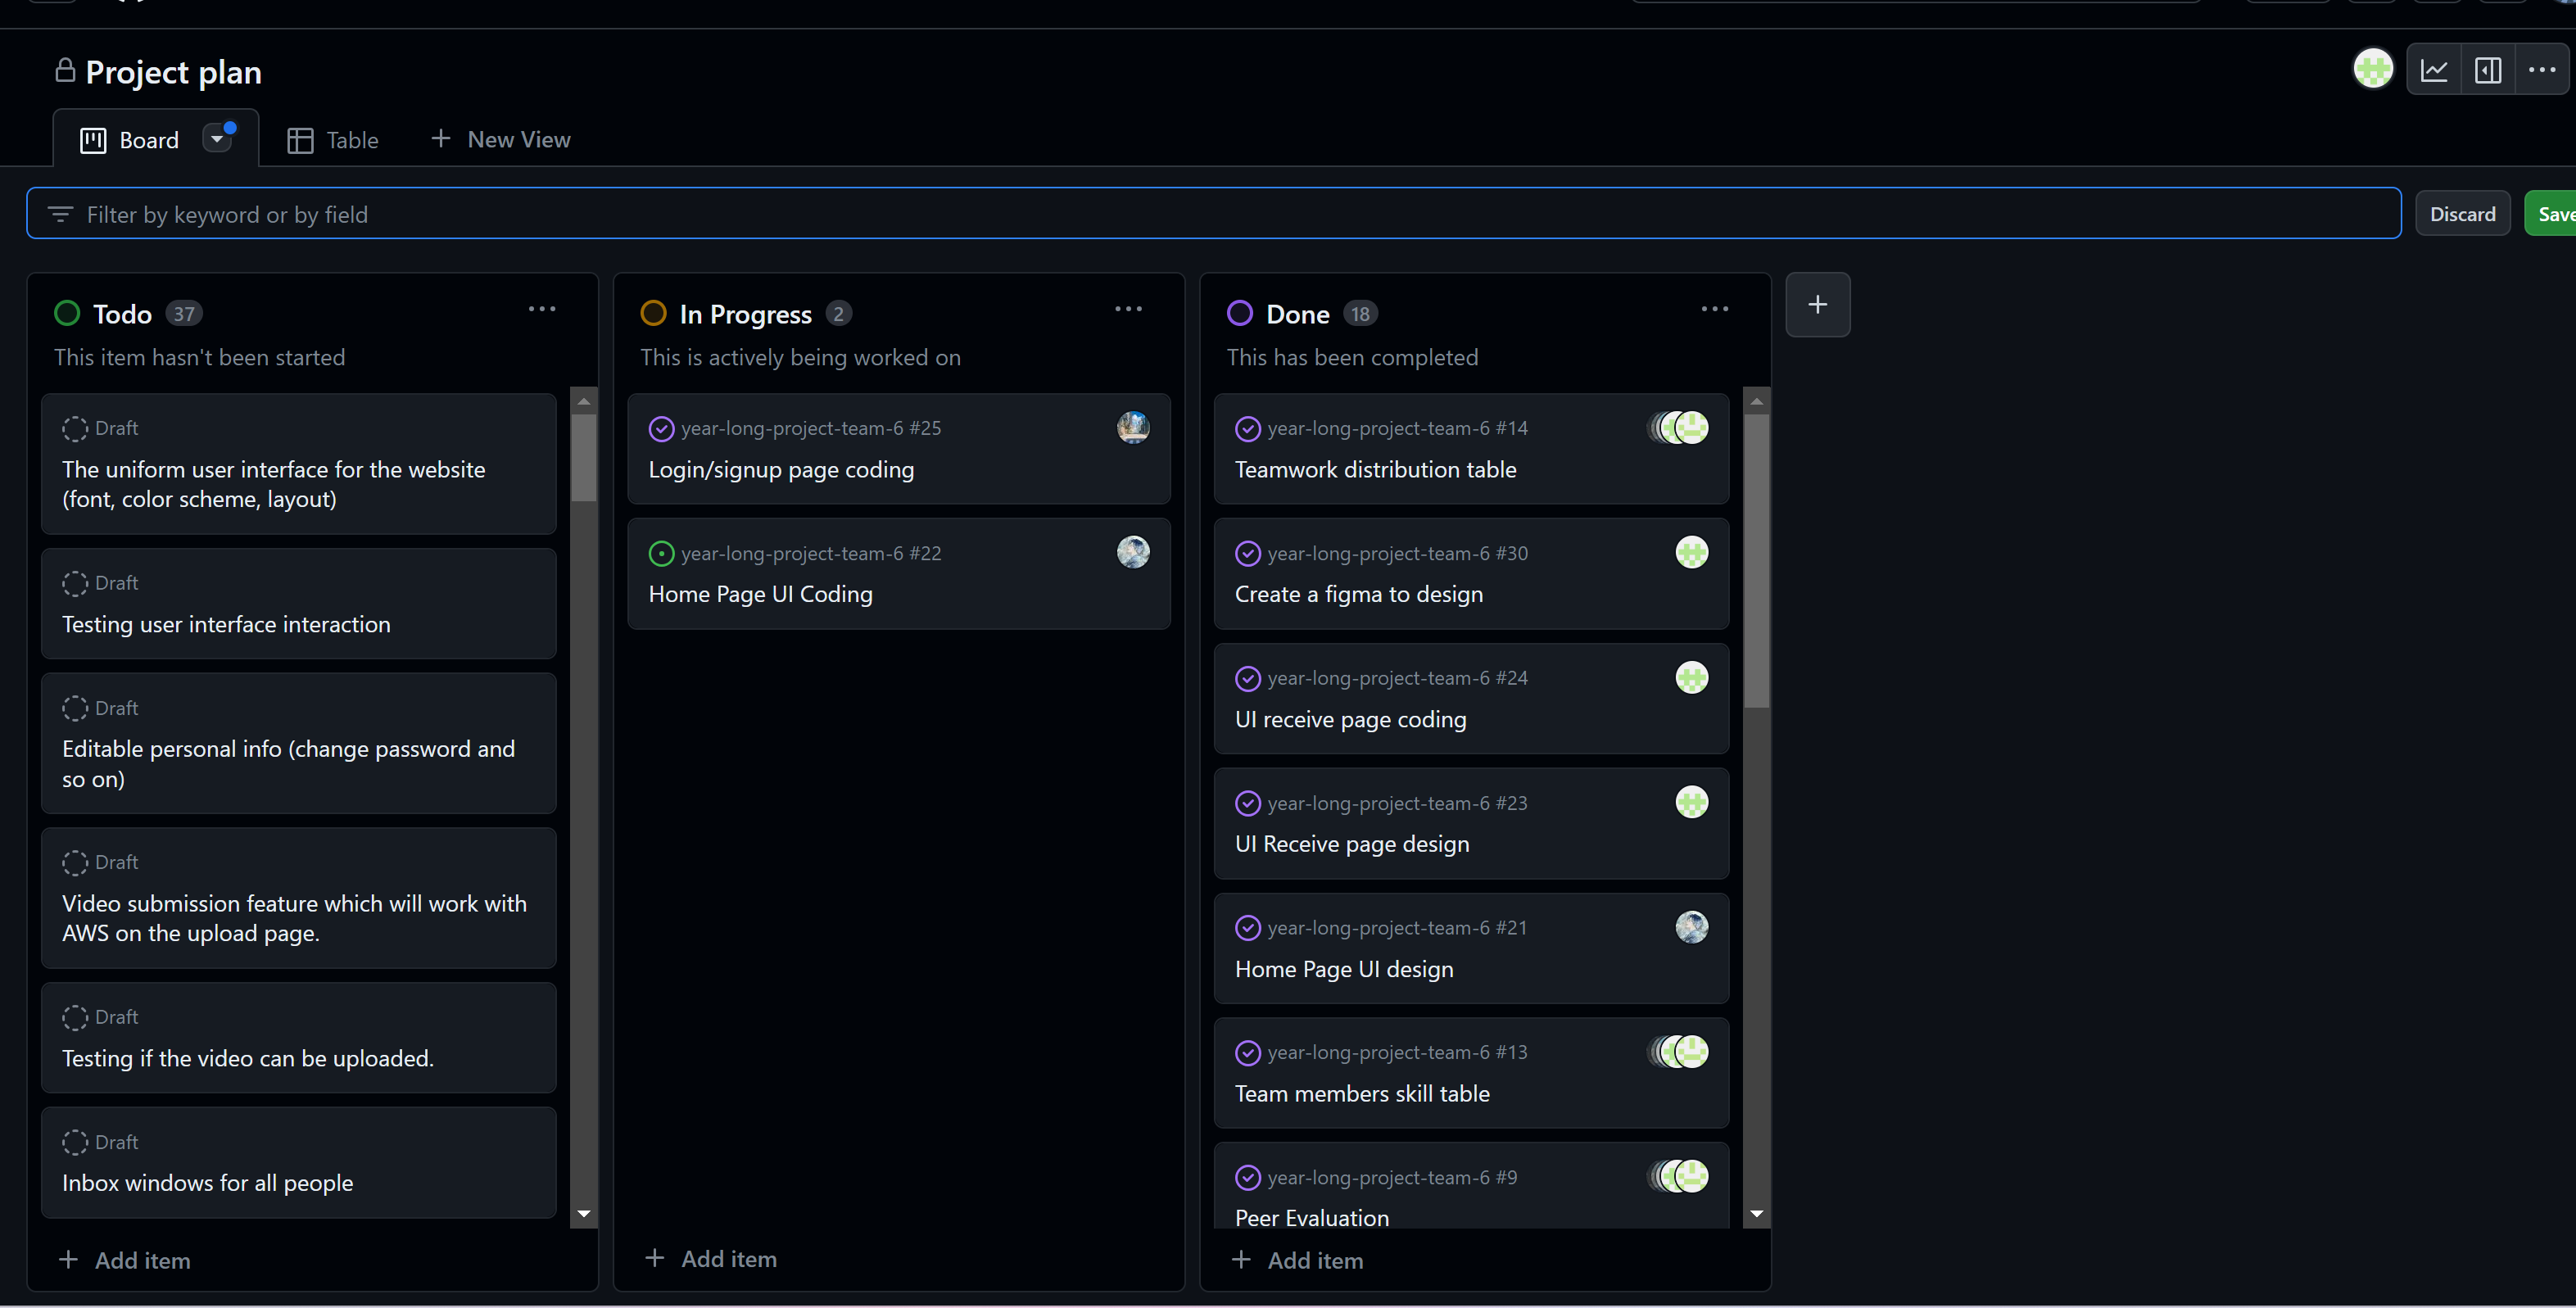 Project plan
Board
Table
New View
Filter by keyword or by field
Discard
Save
Todo 37
This item hasn't been started
Draft
The uniform user interface for the website
(font, color scheme, layout)
Draft
Testing user interface interaction
Draft
Editable personal info (change password and
so on)
Draft
Video submission feature which will work with
AWS on the upload page.
Draft
Testing if the video can be uploaded.
Draft
Inbox windows for all people
Add item
In Progress 2
This is actively being worked on
year-long-project-team-6 #25
Login/signup page coding
year-long-project-team-6 #22
Home Page UI Coding
Add item
Done 18
This has been completed
year-long-project-team-6 #14
Teamwork distribution table
year-long-project-team-6 #30
Create a figma to design
year-long-project-team-6 #24
UI receive page coding
year-long-project-team-6 #23
UI Receive page design
year-long-project-team-6 #21
Home Page UI design
year-long-project-team-6 #13
Team members skill table
year-long-project-team-6 #9
Peer Evaluation
Add item